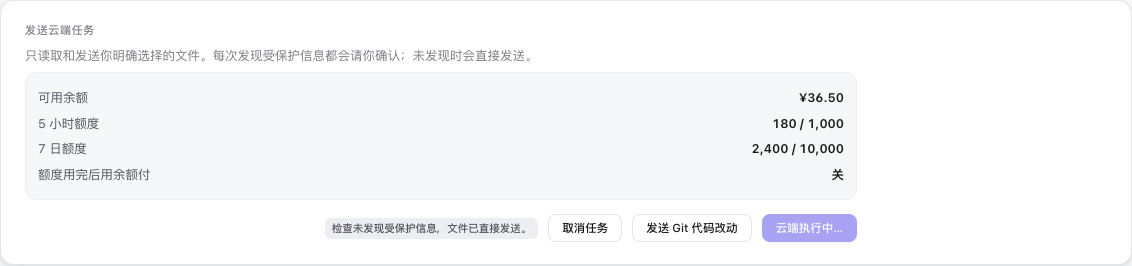 发送云端任务
只读取和发送你明确选择的文件。每次发现受保护信息都会请你确认；未发现时会直接发送。
可用余额 ¥36.50
5 小时额度 180 / 1,000
7 日额度 2,400 / 10,000
额度用完后用余额付 关
检查未发现受保护信息，文件已直接发送。 取消任务 发送 Git 代码改动 云端执行中...